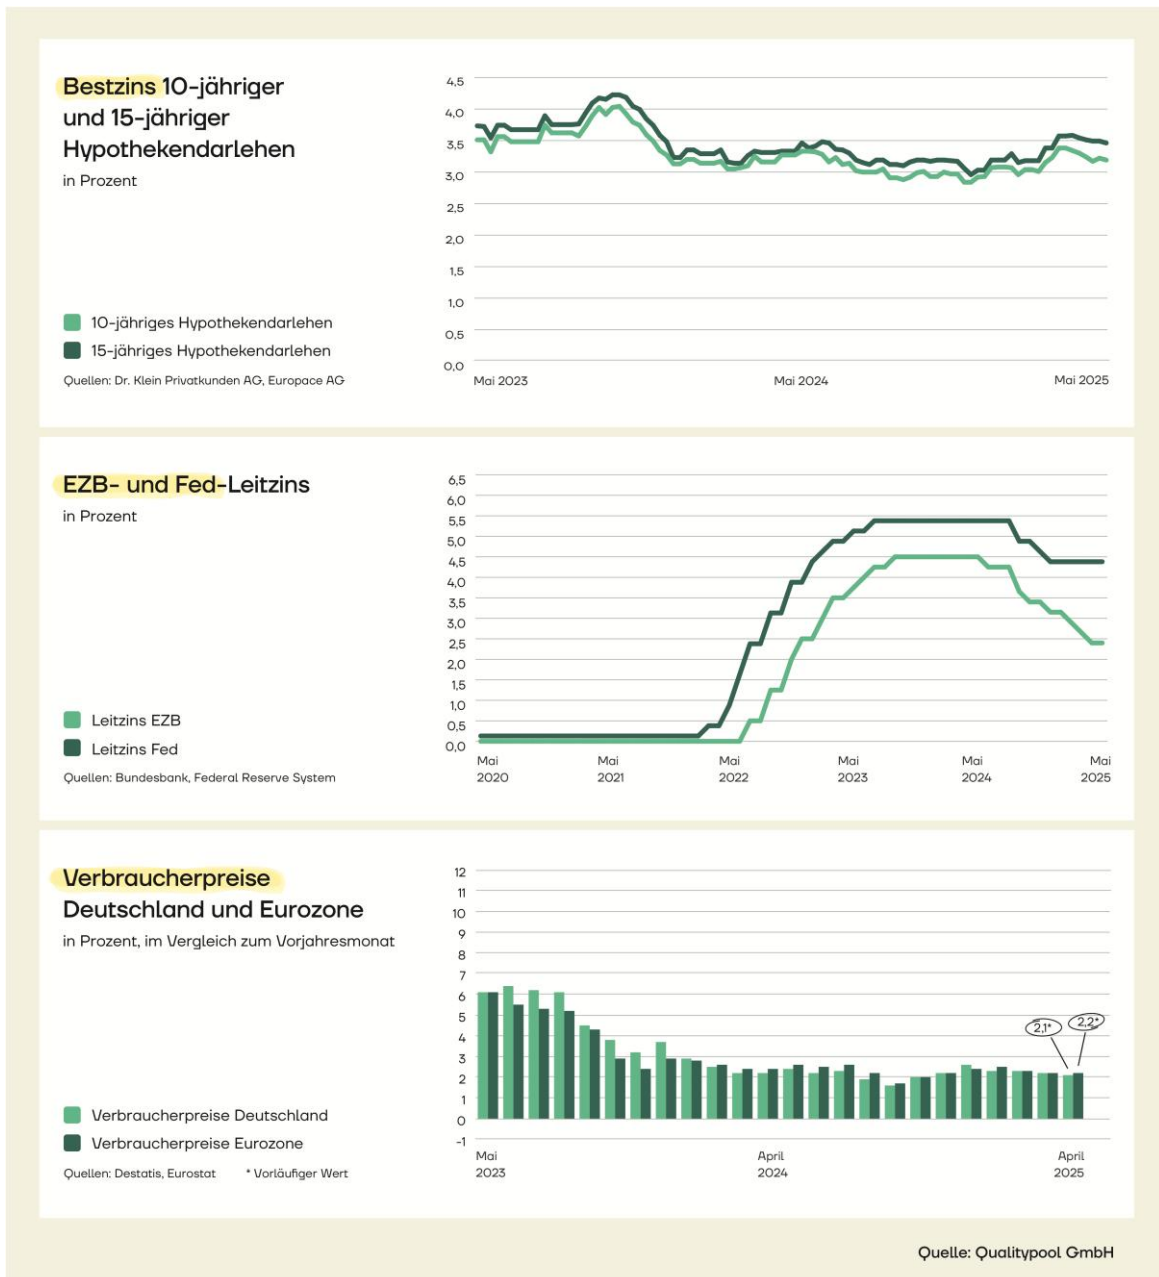 Bestzins 10-jähriger
und 15-jähriger
Hypothekendarlehen
in Prozent
10-jähriges Hypothekendarlehen
15-jähriges Hypothekendarlehen
Quellen: Dr. Klein Privatkunden AG, Europace AG
4,5
4,0
3,5
3,0
2,5
2,0
1,5
1,0
0,5
0,0
Mai 2023 Mai 2024 Mai 2025
EZB- und Fed-Leitzins
in Prozent
Leitzins EZB
Leitzins Fed
Quellen: Bundesbank, Federal Reserve System
6,5
6,0
5,5
5,0
4,5
4,0
3,5
3,0
2,5
2,0
1,5
1,0
0,5
0,0
Mai Mai Mai Mai Mai Mai
2020 2021 2022 2023 2024 2025
Verbraucherpreise
Deutschland und Eurozone
in Prozent, im Vergleich zum Vorjahresmonat
Verbraucherpreise Deutschland
Verbraucherpreise Eurozone
Quellen: Destatis, Eurostat * Vorläufiger Wert
12
11
10
9
8
7
6
5
4
3
2
1
0
-1
2,1* 2,2*
Mai April April
2023 2024 2025
Quelle: Qualitypool GmbH